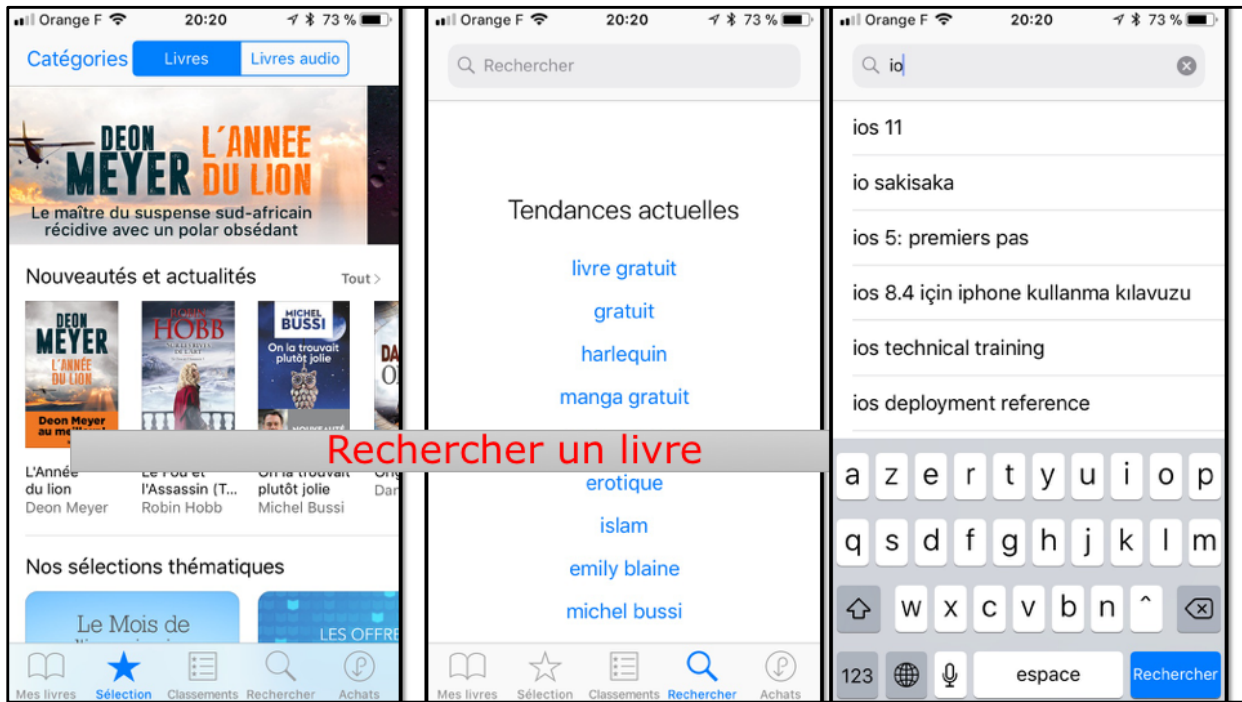 Orange F 20:20 73 %
Catégories Livres Livres audio
DEON
MEYER
L'ANNEE
DU LION
Le maître du suspense sud-africain
récidive avec un polar obsédant
Nouveautés et actualités Tout >
DEON
MEYER
L'ANNÉE
DU LION
Deon Meyer
HOBB
MICHEL
BUSSI
On la trouvait
plutôt jolie
L'Année
du lion
Deon Meyer
Le Fou et
l'Assassin (T...
Robin Hobb
On la trouvait
plutôt jolie
Michel Bussi
Nos sélections thématiques
Le Mois de
LES OFFRE
Mes livres Sélection Classements Rechercher Achats
Orange F 20:20 73 %
Rechercher
Tendances actuelles
livre gratuit
gratuit
harlequin
manga gratuit
Rechercher un livre
erotique
islam
emily blaine
michel bussi
Mes livres Sélection Classements Rechercher Achats
Orange F 20:20 73 %
io
ios 11
io sakisaka
ios 5: premiers pas
ios 8.4 için iphone kullanma kılavuzu
ios technical training
ios deployment reference
a z e r t y u i o p
q s d f g h j k l m
w x c v b n ^
123 espace Rechercher